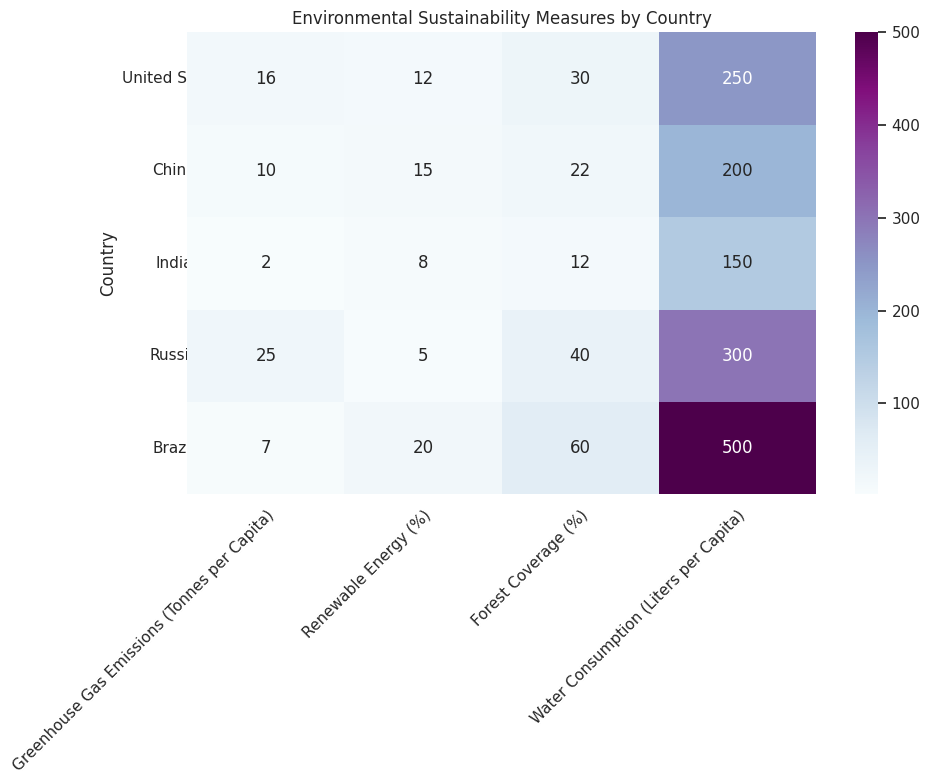 Environmental Sustainability Measures by Country
Country
United S 16 12 30 250
Chin 10 15 22 200
India 2 8 12 150
Russi 25 5 40 300
Braz 7 20 60 500
Greenhouse Gas Emissions (Tonnes per Capita)
Renewable Energy (%)
Forest Coverage (%)
Water Consumption (Liters per Capita)
500
400
300
200
100